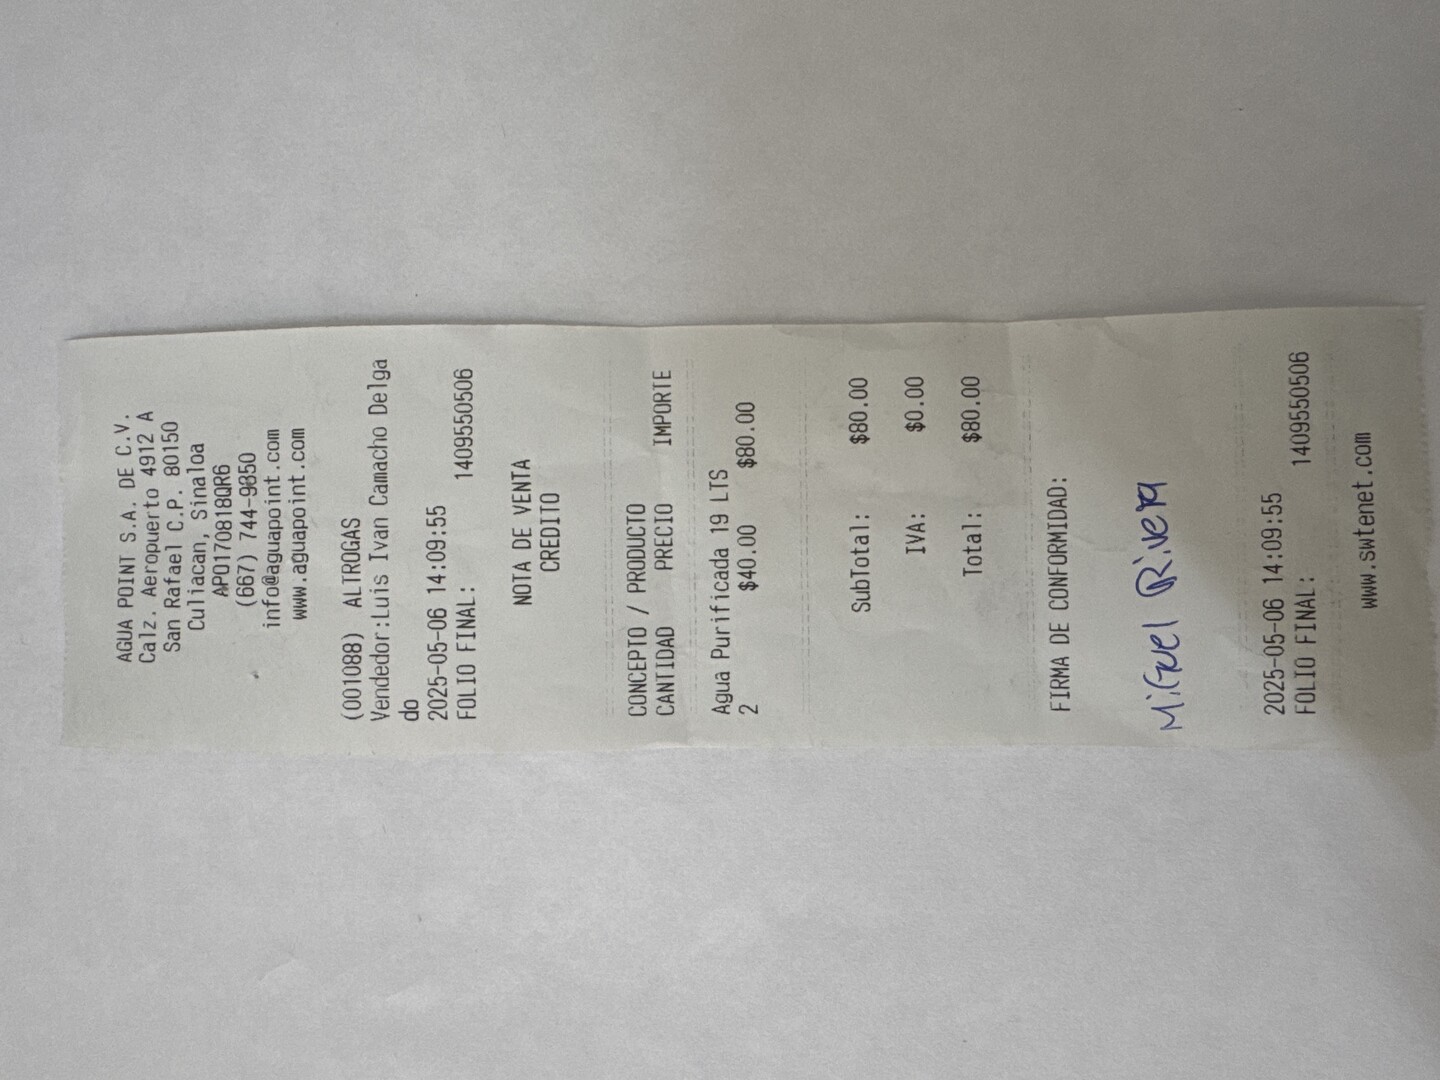 AGUA POINT S.A. DE C.V.
Calz. Aeropuerto 4912 A
San Rafael C.P. 80150
Culiacan, Sinaloa
APO170818QR6
(667) 744-9850
info@aguapoint.com
www.aguapoint.com
(001088) ALTROGAS
Vendedor:Luis Ivan Camacho Delga
do
2025-05-06 14:09:55
FOLIO FINAL: 1409550506
NOTA DE VENTA
CREDITO
CONCEPTO / PRODUCTO
CANTIDAD PRECIO IMPORTE
Agua Purificada 19 LTS
2 $40.00 $80.00
SubTotal: $80.00
IVA: $0.00
Total: $80.00
FIRMA DE CONFORMIDAD:
Miguel Rivera
2025-05-06 14:09:55
FOLIO FINAL: 1409550506
www.swtenet.com